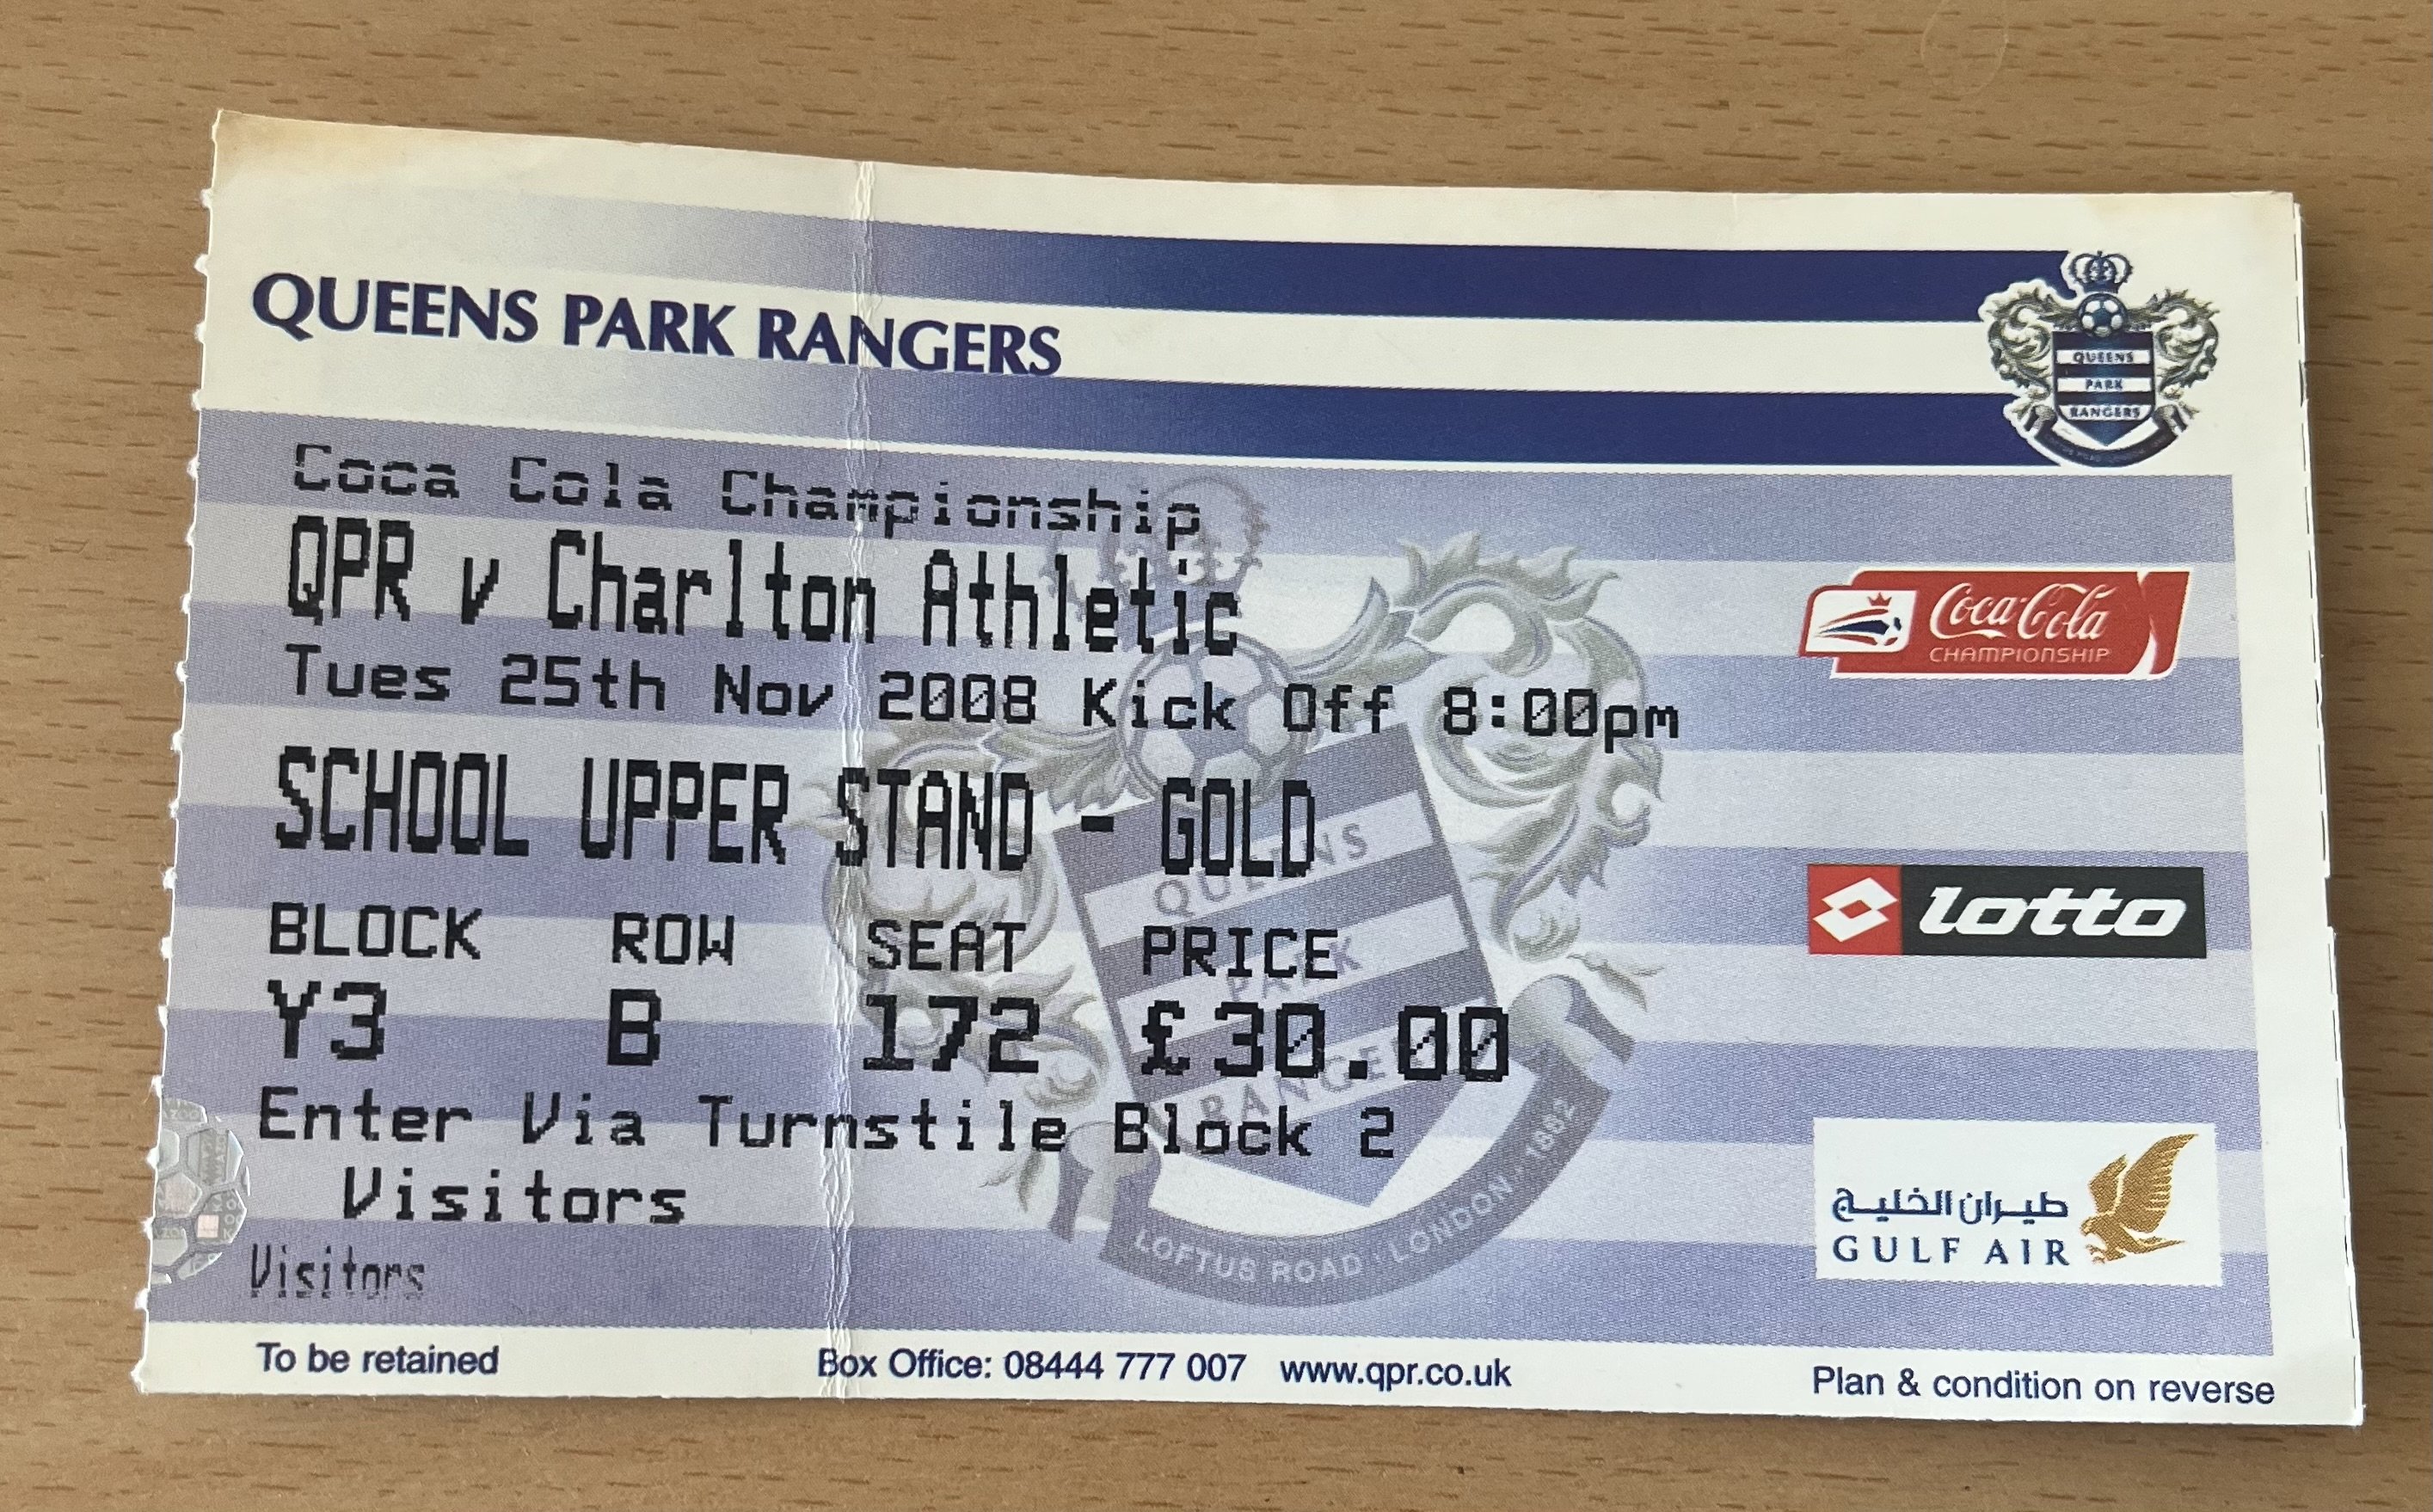 QUEENS PARK RANGERS
QUEENS
PARK
RANGERS
Coca Cola Championship
QPR v Charlton Athletic
Tues 25th Nov 2008 Kick Off 8:00pm
Coca-Cola
CHAMPIONSHIP
SCHOOL UPPER STAND - GOLD
BLOCK ROW SEAT PRICE
Y3 B 172 £30.00
lotto
Enter Via Turnstile Block 2
Visitors
Visitors
QUEENS
PARK
RANGERS
LOFTUS ROAD · LONDON · 1882
طيران الخليج
GULF AIR
To be retained
Box Office: 08444 777 007 www.qpr.co.uk
Plan & condition on reverse